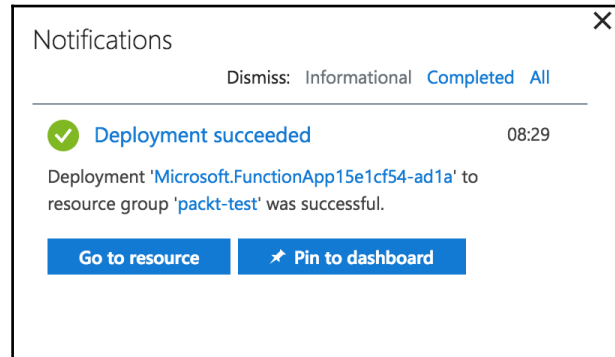 Notifications
Dismiss: Informational Completed All
Deployment succeeded 08:29
Deployment 'Microsoft.FunctionApp15e1cf54-ad1a' to
resource group 'packt-test' was successful.
Go to resource Pin to dashboard